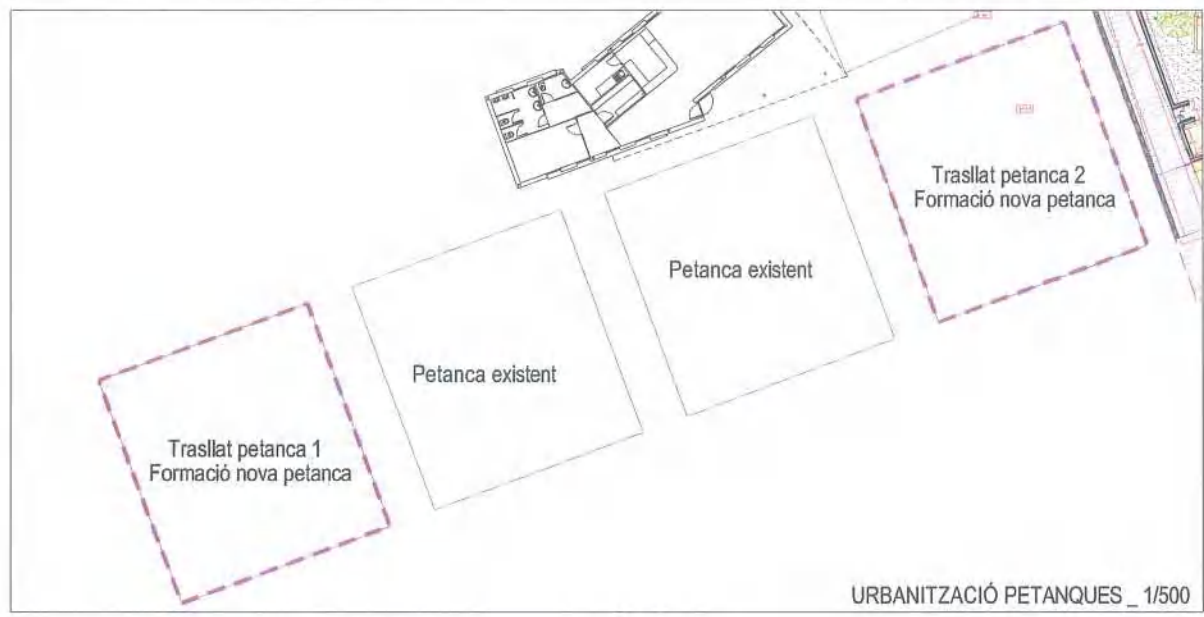 Trasllat petanca 2
Formació nova petanca
Petanca existent
Petanca existent
Trasllat petanca 1
Formació nova petanca
URBANITZACIÓ PETANQUES _ 1/500